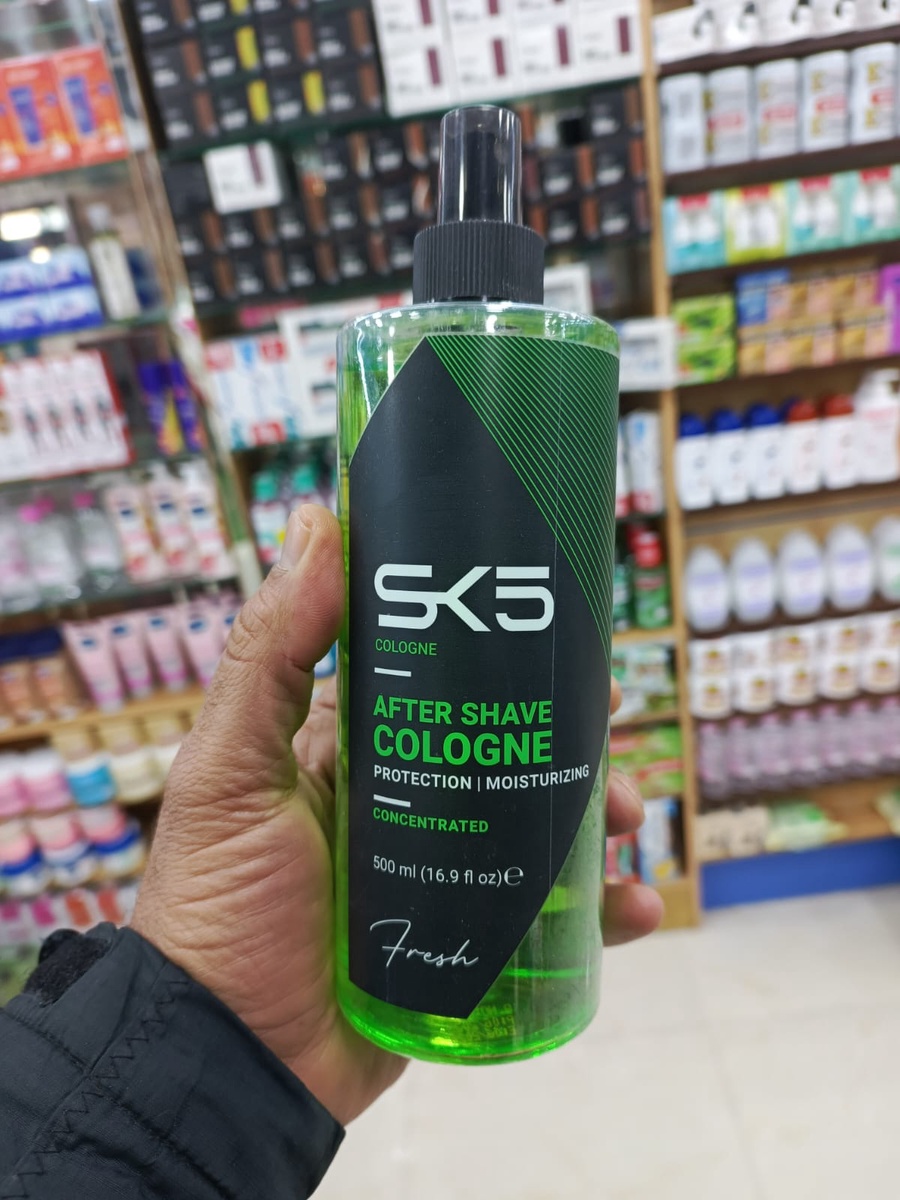 SK5
COLOGNE
AFTER SHAVE
COLOGNE
PROTECTION | MOISTURIZING
CONCENTRATED
500 ml (16.9 fl oz) ℮
Fresh